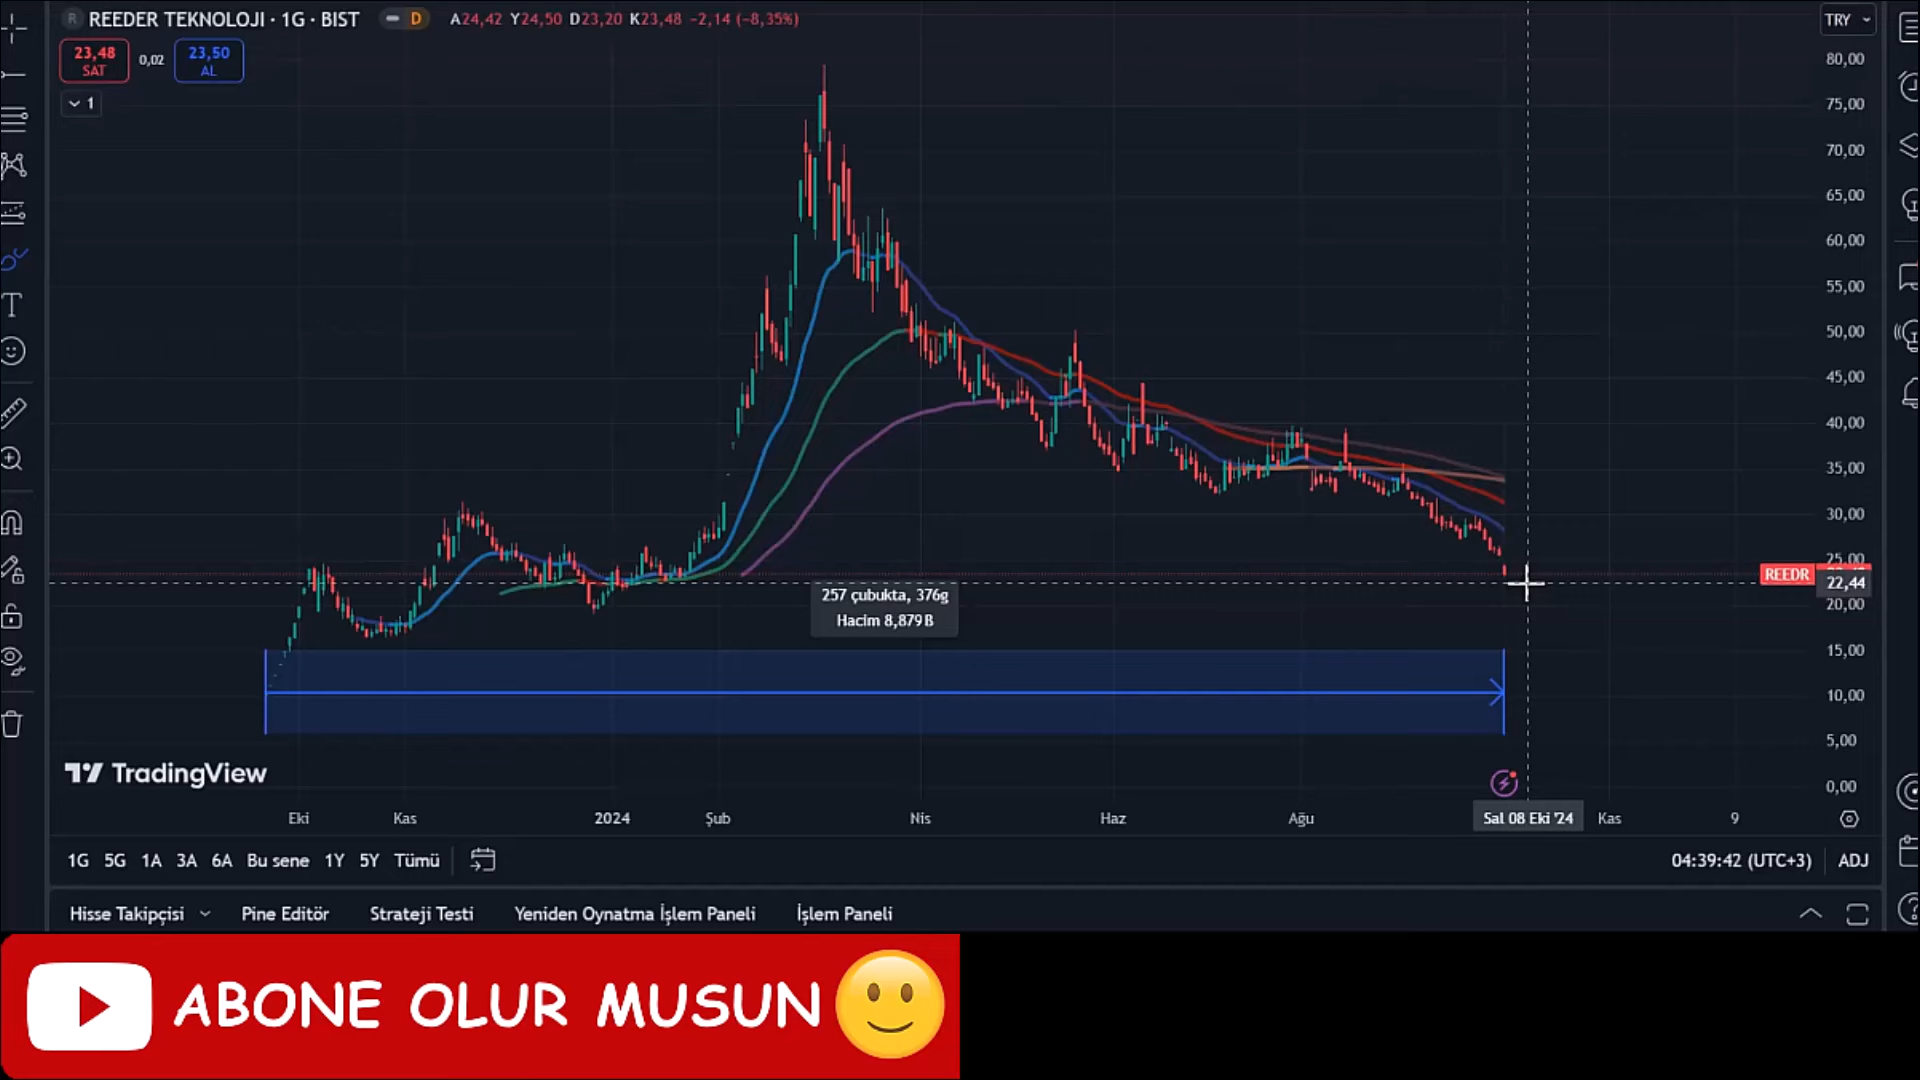 R REEDER TEKNOLOJI · 1G · BIST D A24,42 Y24,50 D23,20 K23,48 −2,14 (−8,35%)
TRY
23,48
SAT
0,02
23,50
AL
1
80,00
75,00
70,00
65,00
60,00
55,00
50,00
45,00
40,00
35,00
30,00
25,00
REEDR
22,44
20,00
15,00
10,00
5,00
0,00
257 çubukta, 376g
Hacim 8,879 B
TradingView
Eki Kas 2024 Şub Nis Haz Ağu Sal 08 Eki '24 Kas 9
1G 5G 1A 3A 6A Bu sene 1Y 5Y Tümü
04:39:42 (UTC+3) ADJ
Hisse Takipçisi Pine Editör Strateji Testi Yeniden Oynatma İşlem Paneli İşlem Paneli
ABONE OLUR MUSUN